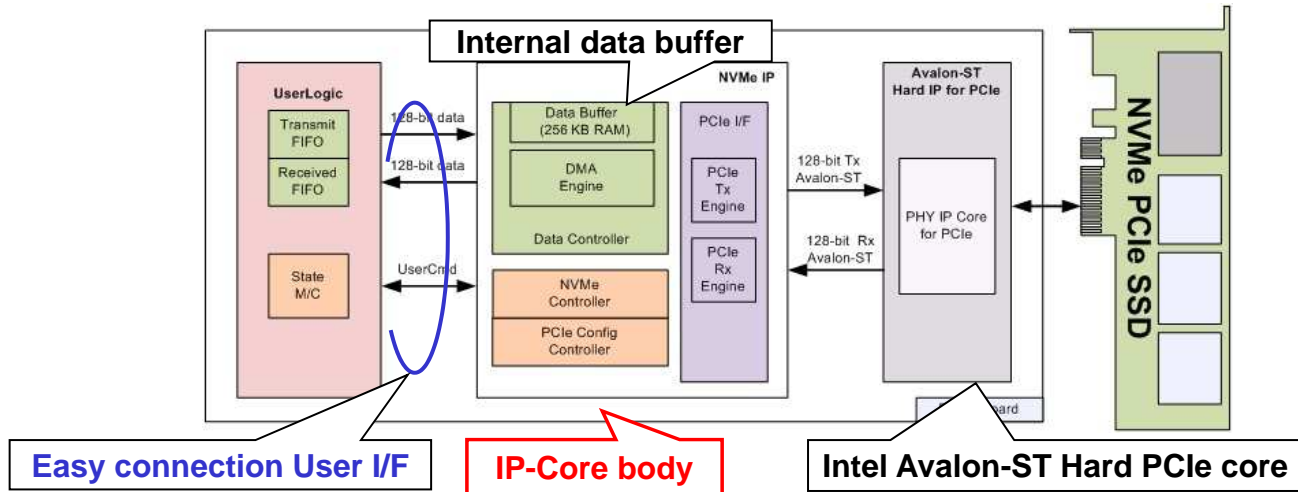 Internal data buffer
UserLogic
Transmit
FIFO
Received
FIFO
State
M/C
128-bit data
128-bit data
UserCmd
NVMe IP
Data Buffer
(256 KB RAM)
DMA
Engine
Data Controller
NVMe
Controller
PCIe Config
Controller
PCIe I/F
PCIe
Tx
Engine
PCIe
Rx
Engine
128-bit Tx
Avalon-ST
128-bit Rx
Avalon-ST
Avalon-ST
Hard IP for PCIe
PHY IP Core
for PCIe
NVMe PCIe SSD
Easy connection User I/F
IP-Core body
Intel Avalon-ST Hard PCIe core